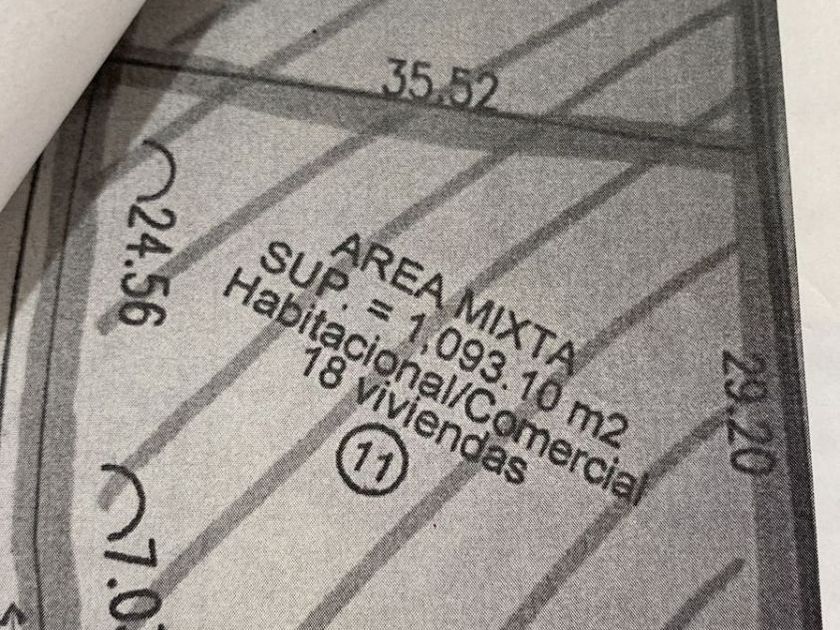 35.52
24.56
AREA MIXTA
SUP. = 1,093.10 m2
Habitacional/Comercial
18 viviendas
11
29.20